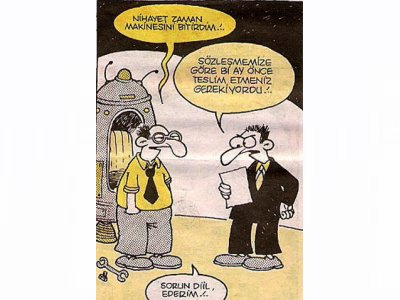 NİHAYET ZAMAN
MAKİNESİNİ BİTİRDİM..'.
SÖZLEŞMEMİZE
GÖRE Bİ AY ÖNCE
TESLİM ETMENİZ
GEREKİYORDU..'.
SORUN DİİL,
EDERİM..'.